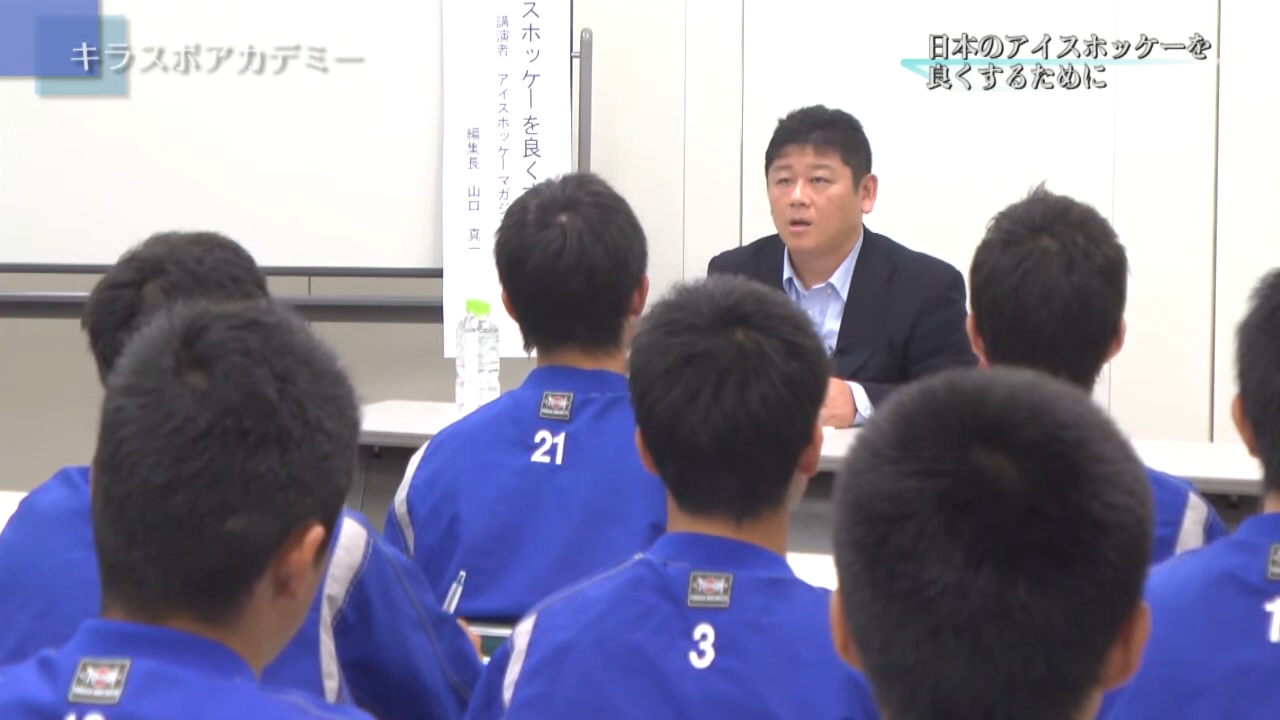 キラスポアカデミー
日本のアイスホッケーを
良くするために
スホッケーを良く
講演者 アイスホッケーマガジ
編集長 山口 真一
21
3